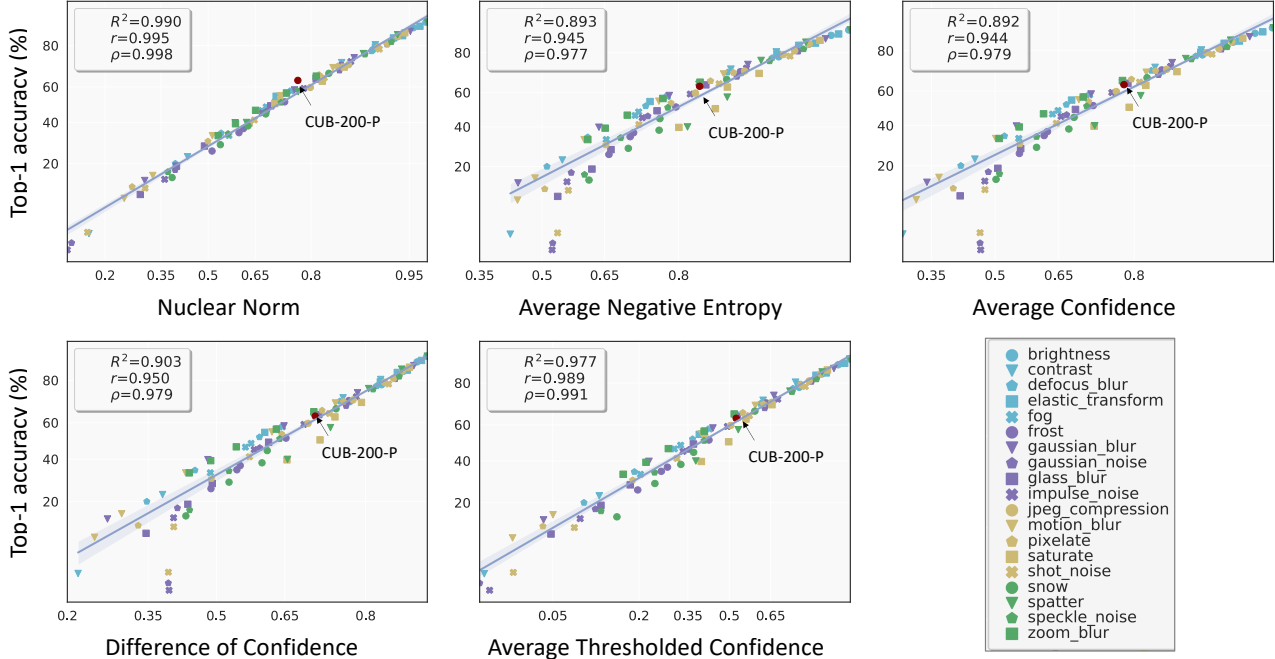 Top-1 accuracy (%)
R²=0.990
r=0.995
ρ=0.998
80
60
40
20
CUB-200-P
0.2
0.35
0.5
0.65
0.8
0.95
Nuclear Norm
R²=0.893
r=0.945
ρ=0.977
80
60
40
20
CUB-200-P
0.35
0.5
0.65
0.8
Average Negative Entropy
R²=0.892
r=0.944
ρ=0.979
80
60
40
20
CUB-200-P
0.35
0.5
0.8
Average Confidence
Top-1 accuracy (%)
R²=0.903
r=0.950
ρ=0.979
80
60
40
20
CUB-200-P
0.2
0.35
0.5
0.65
0.8
Difference of Confidence
R²=0.977
r=0.989
ρ=0.991
80
60
40
20
CUB-200-P
0.05
0.2
0.35
0.5
0.65
Average Thresholded Confidence
brightness
contrast
defocus_blur
elastic_transform
fog
frost
gaussian_blur
gaussian_noise
glass_blur
impulse_noise
jpeg_compression
motion_blur
pixelate
saturate
shot_noise
snow
spatter
speckle_noise
zoom_blur